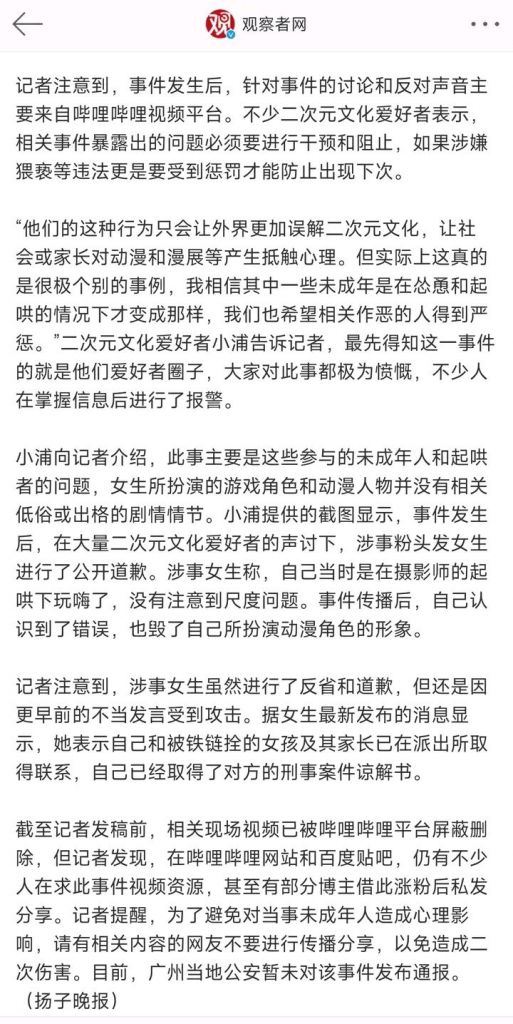 观察者网
记者注意到，事件发生后，针对事件的讨论和反对声音主
要来自哔哩哔哩视频平台。不少二次元文化爱好者表示，
相关事件暴露出的问题必须要进行干预和阻止，如果涉嫌
猥亵等违法更是要受到惩罚才能防止出现下次。
“他们的这种行为只会让外界更加误解二次元文化，让社
会或家长对动漫和漫展等产生抵触心理。但实际上这真的
是很极个别的事例，我相信其中一些未成年是在怂恿和起
哄的情况下才变成那样，我们也希望相关作恶的人得到严
惩。”二次元文化爱好者小浦告诉记者，最先得知这一事件
的就是他们爱好者圈子，大家对此事都极为愤慨，不少人
在掌握信息后进行了报警。
小浦向记者介绍，此事主要是这些参与的未成年人和起哄
者的问题，女生所扮演的游戏角色和动漫人物并没有相关
低俗或出格的剧情情节。小浦提供的截图显示，事件发生
后，在大量二次元文化爱好者的声讨下，涉事粉头发女生
进行了公开道歉。涉事女生称，自己当时是在摄影师的起
哄下玩嗨了，没有注意到尺度问题。事件传播后，自己认
识到了错误，也毁了自己所扮演动漫角色的形象。
记者注意到，涉事女生虽然进行了反省和道歉，但还是因
更早前的不当发言受到攻击。据女生最新发布的消息显
示，她表示自己和被铁链拴的女孩及其家长已在派出所取
得联系，自己已经取得了对方的刑事案件谅解书。
截至记者发稿前，相关现场视频已被哔哩哔哩平台屏蔽删
除，但记者发现，在哔哩哔哩网站和百度贴吧，仍有不少
人在求此事件视频资源，甚至有部分博主借此涨粉后私发
分享。记者提醒，为了避免对当事未成年人造成心理影
响，请有相关内容的网友不要进行传播分享，以免造成二
次伤害。目前，广州当地公安暂未对该事件发布通报。
（扬子晚报）